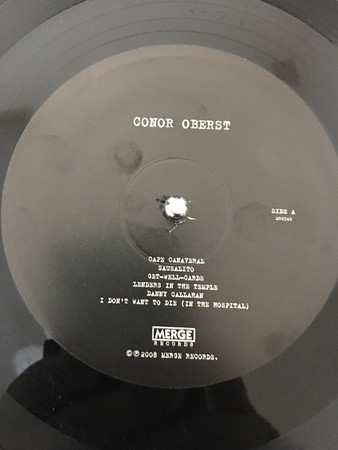 CONOR OBERST
SIDE A
CAPE CANAVERAL
SAUSALITO
GET-WELL-CARDS
LENDERS IN THE TEMPLE
DANNY CALLAHAN
I DON'T WANT TO DIE (IN THE HOSPITAL)
MERGE
RECORDS
©℗2008 MERGE RECORDS.